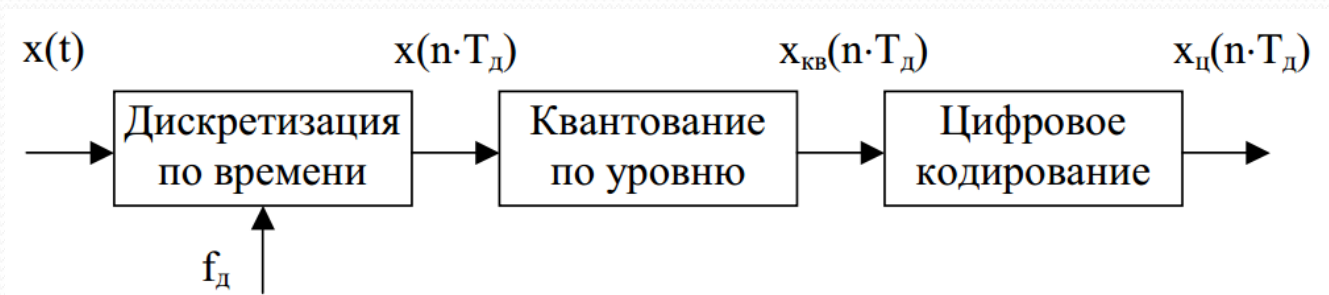 x(t)
x(n·Tд)
xкв(n·Tд)
xц(n·Tд)
Дискретизация
по времени
Квантование
по уровню
Цифровое
кодирование
fд